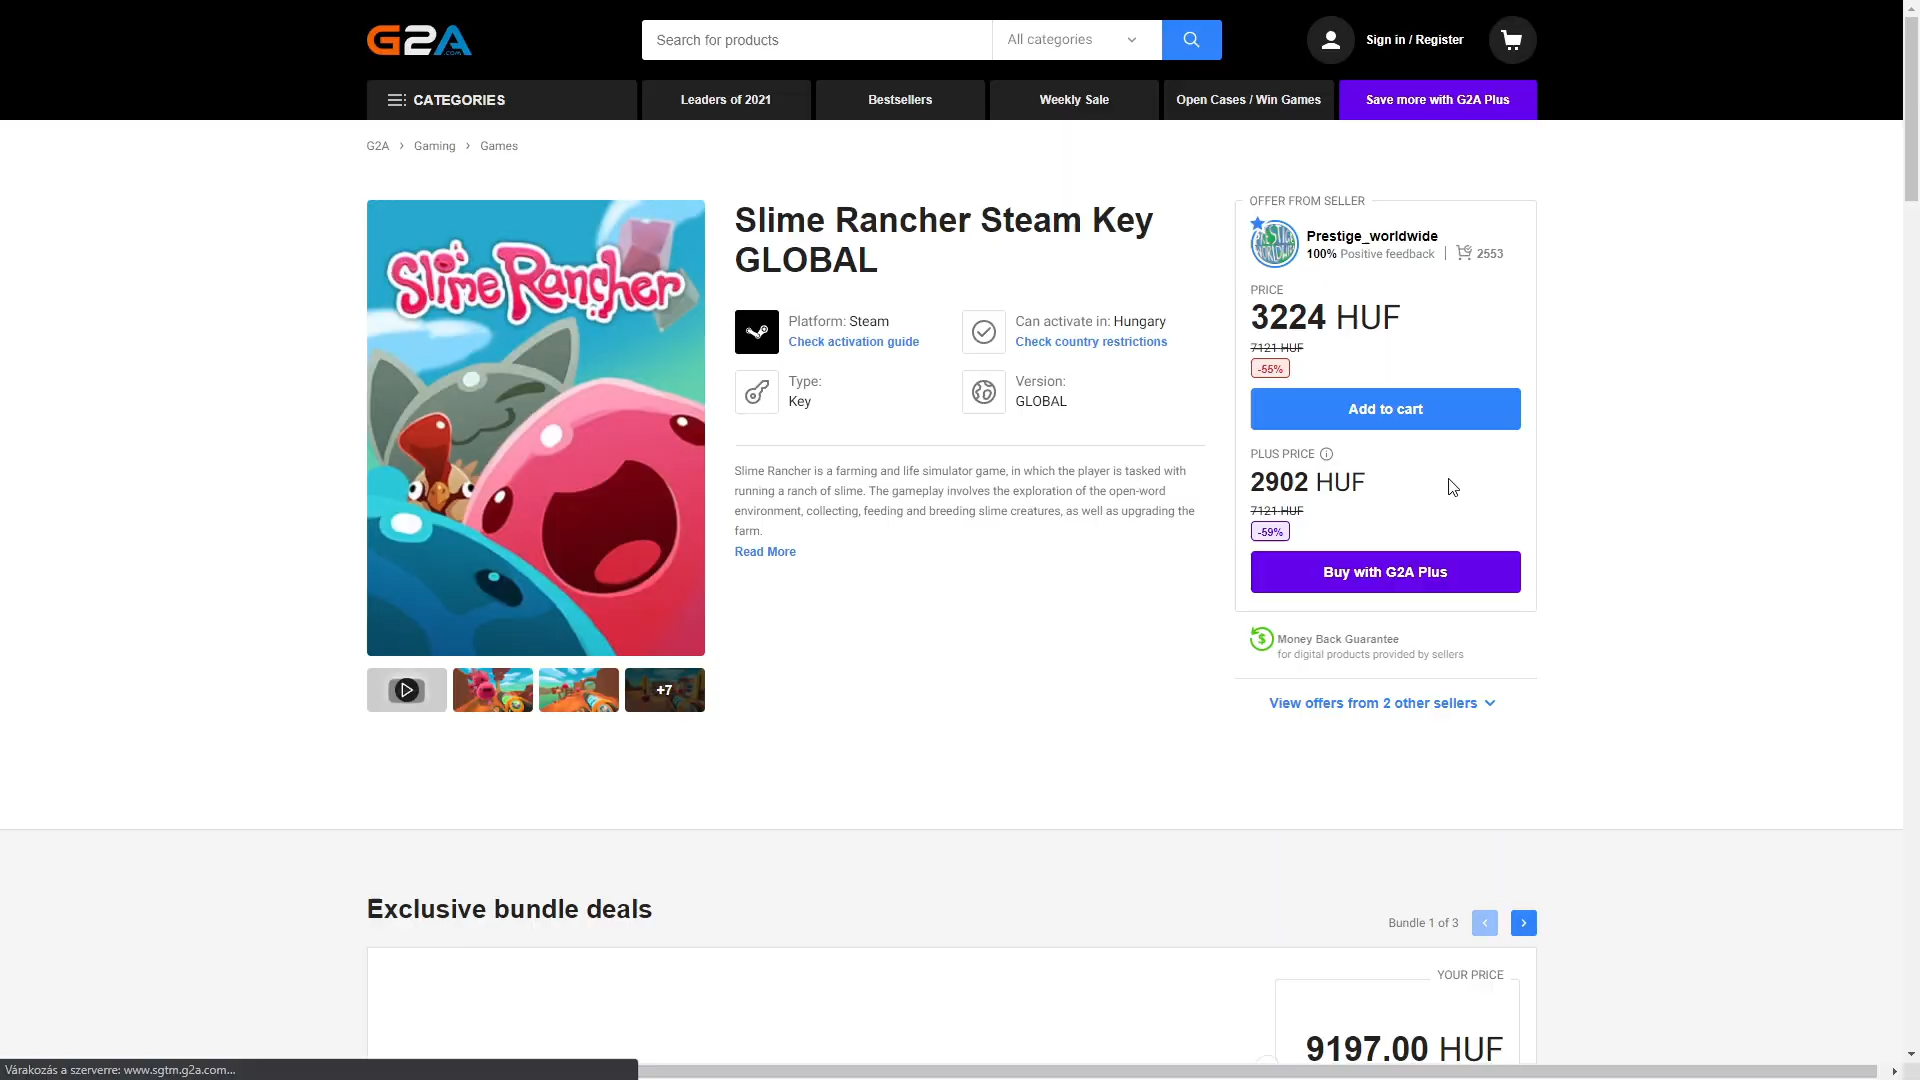 G2A.COM
Search for products
All categories
Sign in / Register
CATEGORIES
Leaders of 2021
Bestsellers
Weekly Sale
Open Cases / Win Games
Save more with G2A Plus
G2A > Gaming > Games
Slime Rancher
Slime Rancher Steam Key
GLOBAL
Platform: Steam
Check activation guide
Can activate in: Hungary
Check country restrictions
Type:
Key
Version:
GLOBAL
Slime Rancher is a farming and life simulator game, in which the player is tasked with
running a ranch of slime. The gameplay involves the exploration of the open-word
environment, collecting, feeding and breeding slime creatures, as well as upgrading the
farm.
Read More
+7
OFFER FROM SELLER
PRESTIGE WORLDWIDE
Prestige_worldwide
100% Positive feedback | 2553
PRICE
3224 HUF
7121 HUF
-55%
Add to cart
PLUS PRICE
2902 HUF
7121 HUF
-59%
Buy with G2A Plus
Money Back Guarantee
for digital products provided by sellers
View offers from 2 other sellers
Exclusive bundle deals
Bundle 1 of 3
YOUR PRICE
9197.00 HUF
Várakozás a szerverre: www.sgtm.g2a.com...